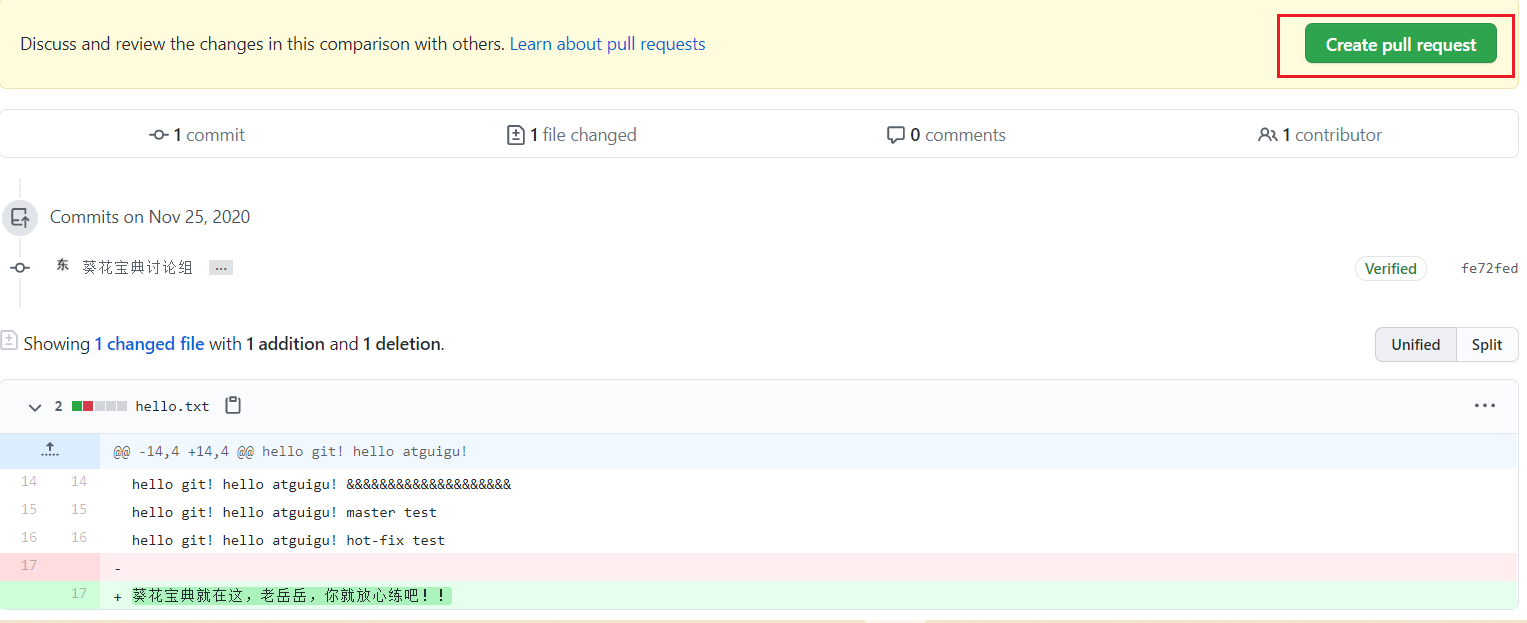 Discuss and review the changes in this comparison with others. Learn about pull requests
Create pull request
1 commit
1 file changed
0 comments
1 contributor
Commits on Nov 25, 2020
东 葵花宝典讨论组 ...
Verified
fe72fed
Showing 1 changed file with 1 addition and 1 deletion.
Unified
Split
2 hello.txt
@@ -14,4 +14,4 @@ hello git! hello atguigu!
14 14 hello git! hello atguigu! &&&&&&&&&&&&&&&&&&&&
15 15 hello git! hello atguigu! master test
16 16 hello git! hello atguigu! hot-fix test
17 -
17 + 葵花宝典就在这，老岳岳，你就放心练吧！！